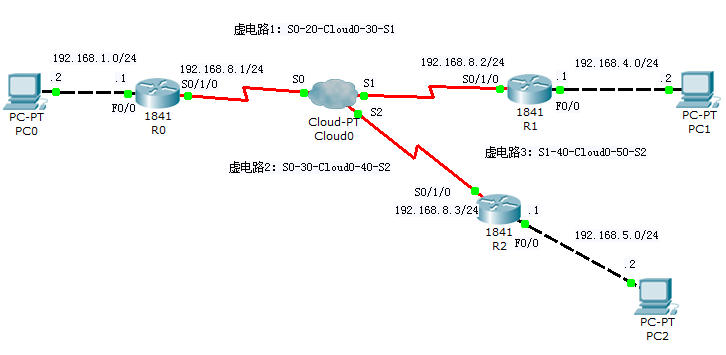 虚电路1: S0-20-Cloud0-30-S1
192.168.1.0/24
192.168.8.1/24
192.168.8.2/24
192.168.4.0/24
.2
.1
S0/1/0
S0
S1
S0/1/0
.1
.2
F0/0
F0/0
PC-PT
PC0
1841
R0
Cloud-PT
Cloud0
S2
1841
R1
PC-PT
PC1
虚电路2: S0-30-Cloud0-40-S2
虚电路3: S1-40-Cloud0-50-S2
S0/1/0
192.168.8.3/24
.1
1841
R2
F0/0
192.168.5.0/24
.2
PC-PT
PC2